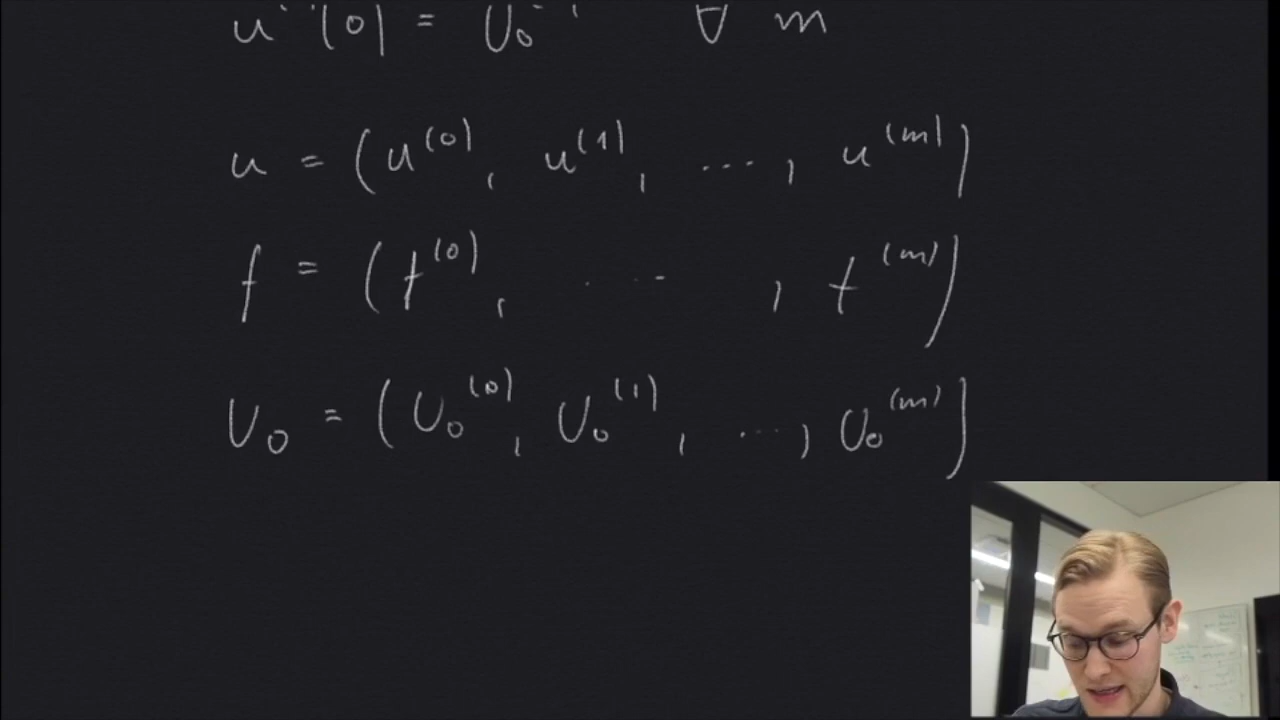 u (0) = U₀ ∀ m
u = (u⁽⁰⁾, u⁽¹⁾, ..., u⁽ᵐ⁾)
f = (f⁽⁰⁾, ..., f⁽ᵐ⁾)
U₀ = (U₀⁽⁰⁾, U₀⁽¹⁾, ..., U₀⁽ᵐ⁾)